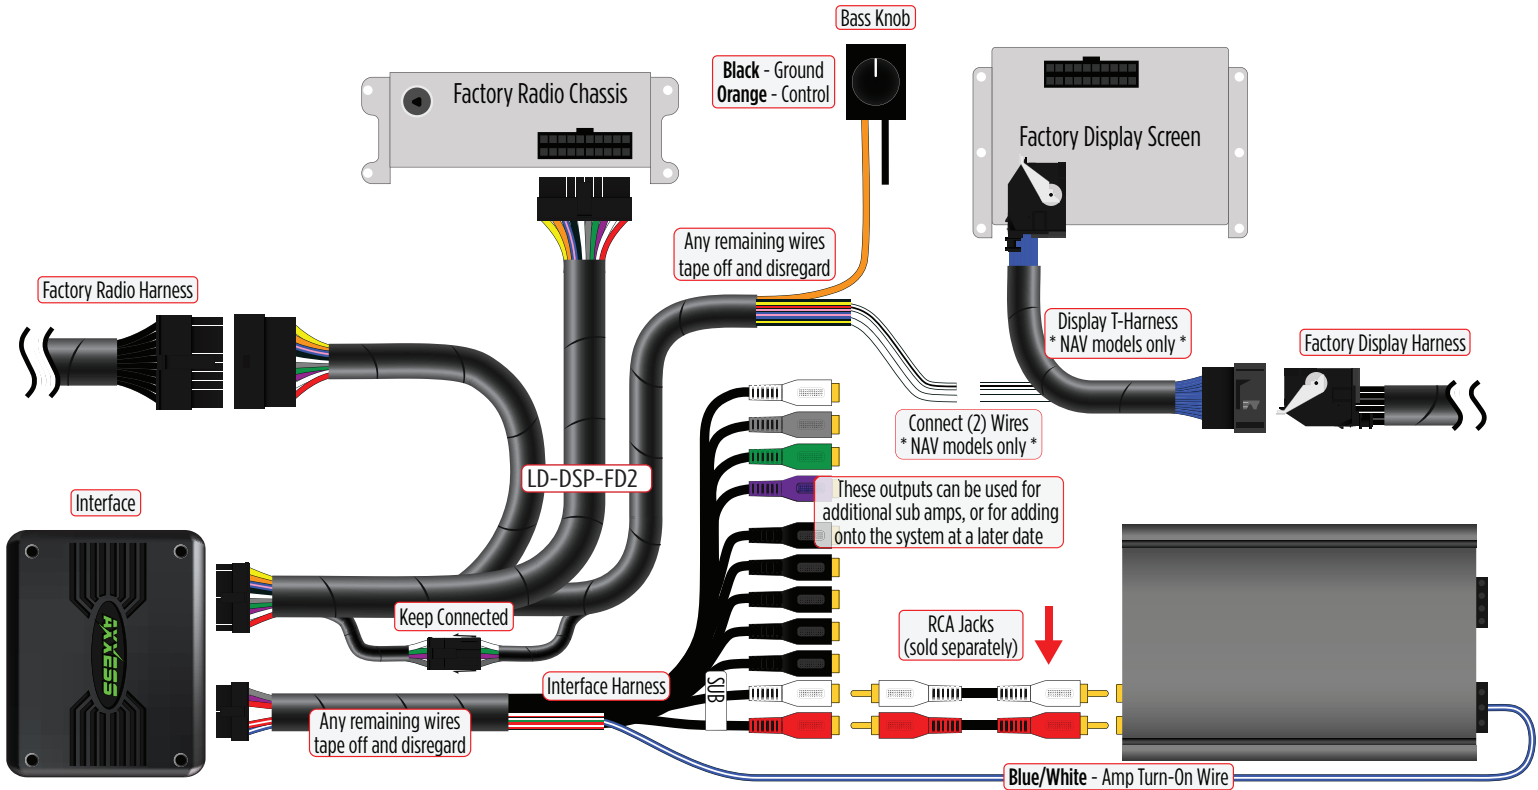 Bass Knob
Black - Ground
Orange - Control
Factory Radio Chassis
Factory Display Screen
Any remaining wires
tape off and disregard
Factory Radio Harness
Display T-Harness
* NAV models only *
Factory Display Harness
Connect (2) Wires
* NAV models only *
LD-DSP-FD2
These outputs can be used for
additional sub amps, or for adding
onto the system at a later date
Interface
Keep Connected
RCA Jacks
(sold separately)
AXXESS
Interface Harness
SUB
Any remaining wires
tape off and disregard
Blue/White - Amp Turn-On Wire